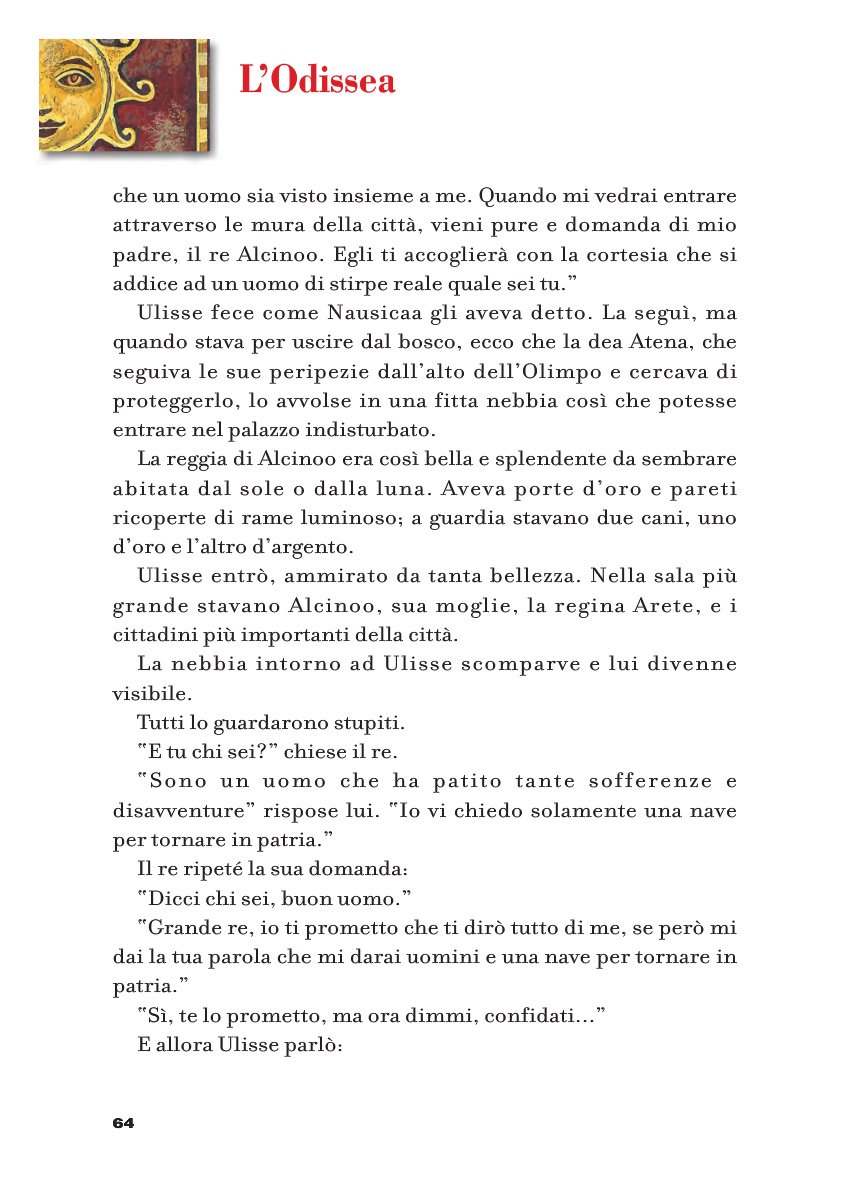 L’Odissea
che un uomo sia visto insieme a me. Quando mi vedrai entrare
attraverso le mura della città, vieni pure e domanda di mio
padre, il re Alcinoo. Egli ti accoglierà con la cortesia che si
addice ad un uomo di stirpe reale quale sei tu.”
Ulisse fece come Nausicaa gli aveva detto. La seguì, ma
quando stava per uscire dal bosco, ecco che la dea Atena, che
seguiva le sue peripezie dall’alto dell’Olimpo e cercava di
proteggerlo, lo avvolse in una fitta nebbia così che potesse
entrare nel palazzo indisturbato.
La reggia di Alcinoo era così bella e splendente da sembrare
abitata dal sole o dalla luna. Aveva porte d’oro e pareti
ricoperte di rame luminoso; a guardia stavano due cani, uno
d’oro e l’altro d’argento.
Ulisse entrò, ammirato da tanta bellezza. Nella sala più
grande stavano Alcinoo, sua moglie, la regina Arete, e i
cittadini più importanti della città.
La nebbia intorno ad Ulisse scomparve e lui divenne
visibile.
Tutti lo guardarono stupiti.
‟E tu chi sei?” chiese il re.
‟Sono un uomo che ha patito tante sofferenze e
disavventure” rispose lui. ‟Io vi chiedo solamente una nave
per tornare in patria.”
Il re ripeté la sua domanda:
‟Dicci chi sei, buon uomo.”
‟Grande re, io ti prometto che ti dirò tutto di me, se però mi
dai la tua parola che mi darai uomini e una nave per tornare in
patria.”
‟Sì, te lo prometto, ma ora dimmi, confidati...”
E allora Ulisse parlò:
64